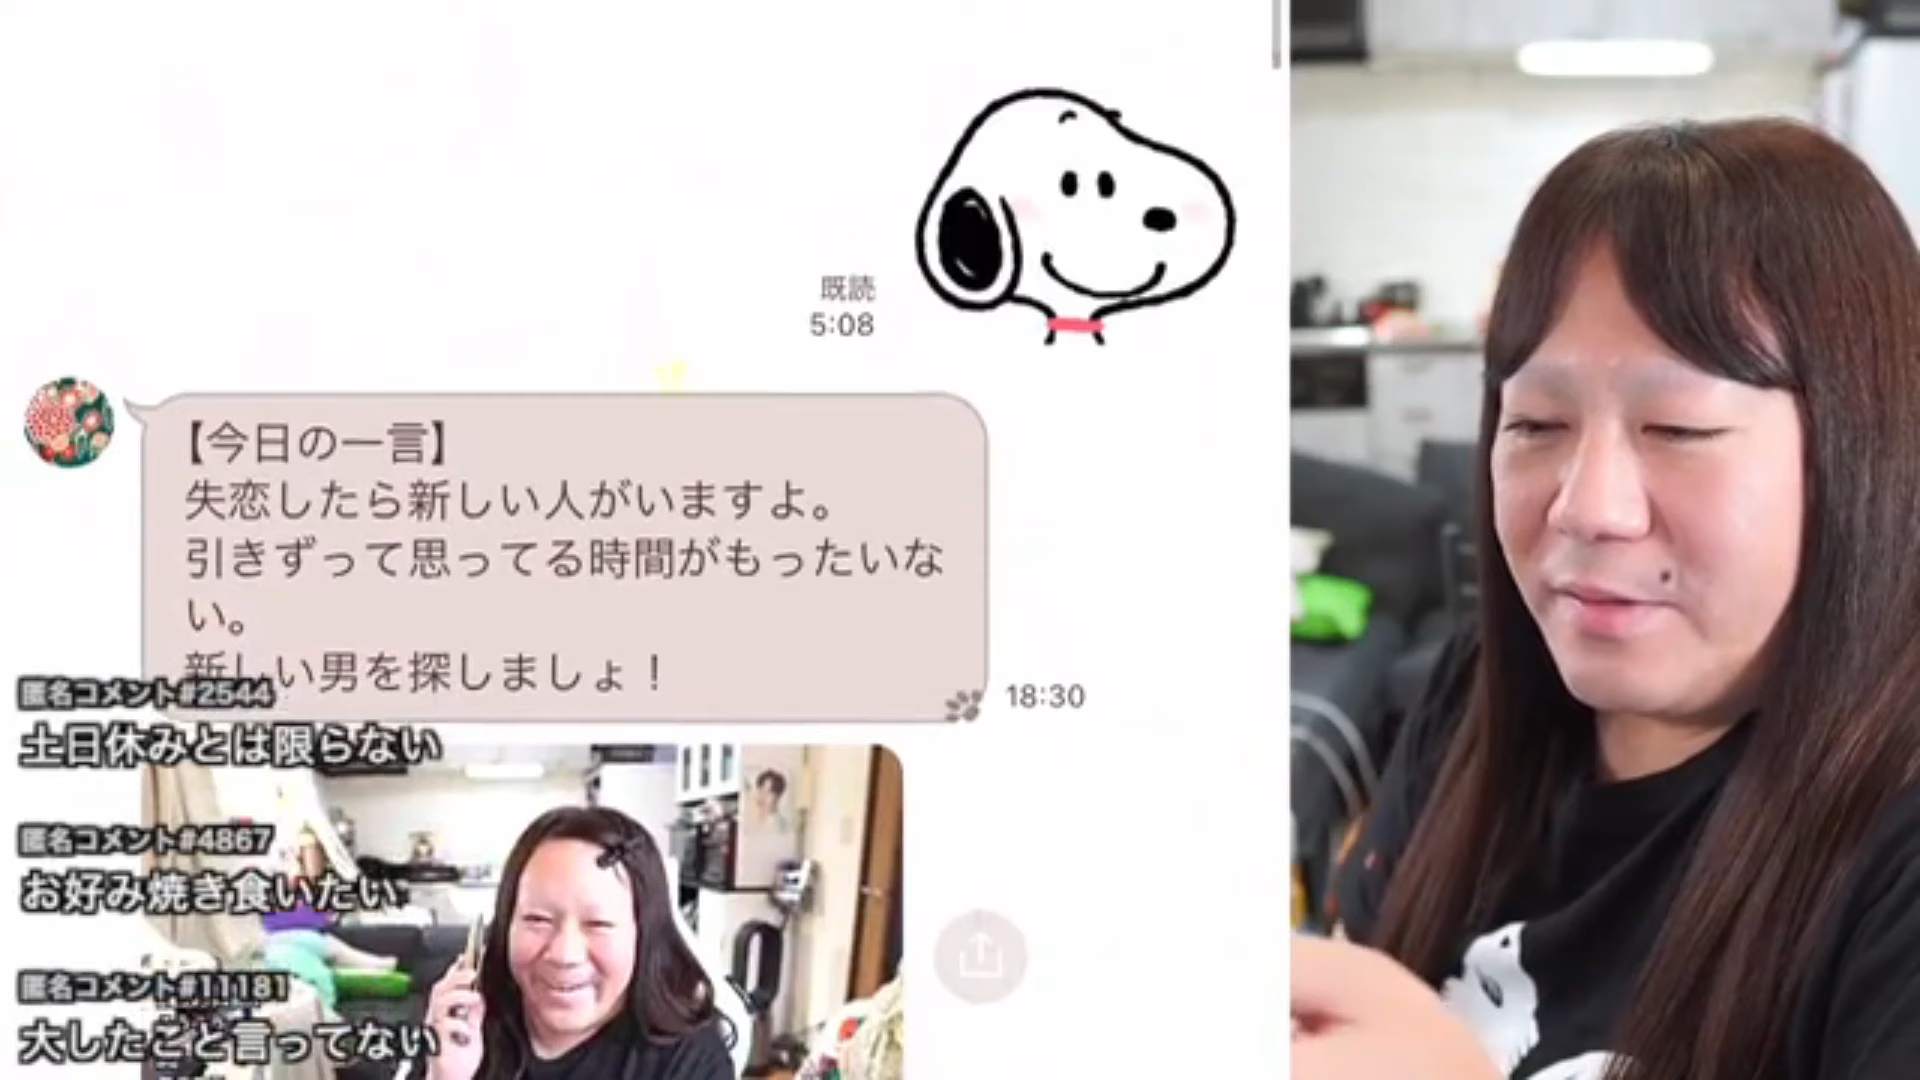 既読
5:08
【今日の一言】
失恋したら新しい人がいますよ。
引きずって思ってる時間がもったいな
い。
新しい男を探しましょ！
18:30
匿名コメント#2544
土日休みとは限らない
匿名コメント#4867
お好み焼き食いたい
匿名コメント#11181
大したこと言ってない